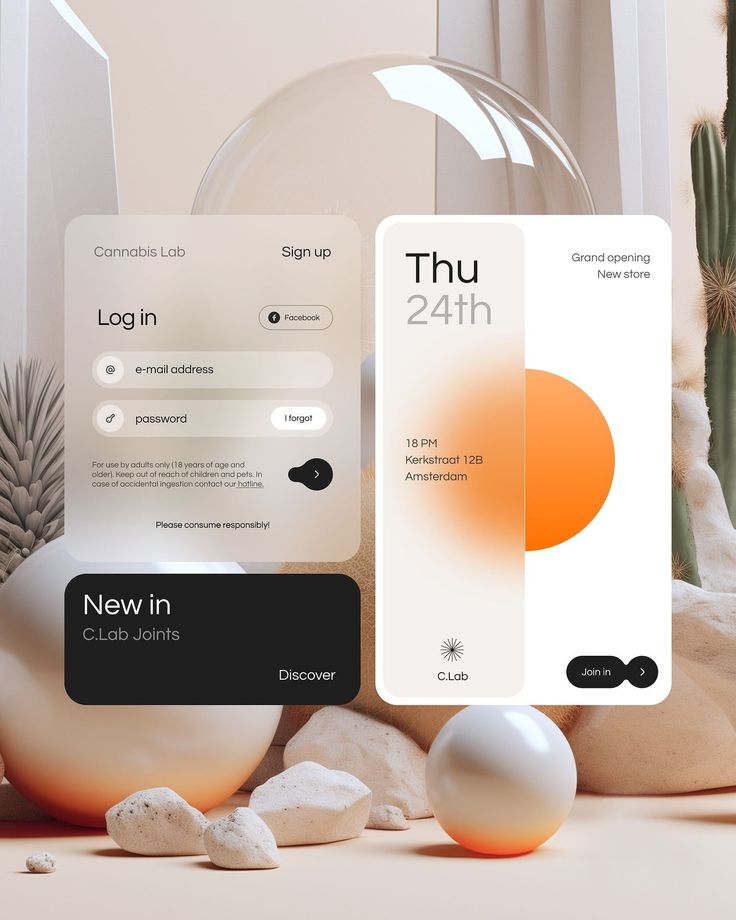 Cannabis Lab
Sign up
Log in
Facebook
e-mail address
password
I forgot
For use by adults only (18 years of age and
older). Keep out of reach of children and pets. In
case of accidental ingestion contact our hotline.
Please consume responsibly!
New in
C.Lab Joints
Discover
Thu
24th
Grand opening
New store
18 PM
Kerkstraat 12B
Amsterdam
C.Lab
Join in